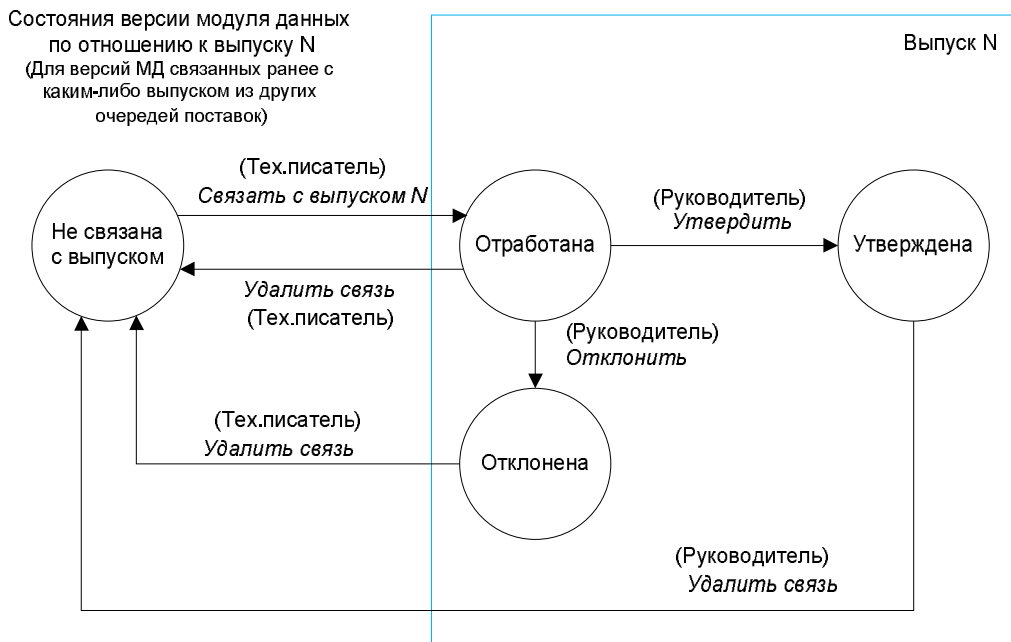 Состояния версии модуля данных
по отношению к выпуску N
(Для версий МД связанных ранее с
каким-либо выпуском из других
очередей поставок)
Выпуск N
(Тех.писатель)
Связать с выпуском N
(Руководитель)
Утвердить
Не связана
с выпуском
Отработана
Утверждена
Удалить связь
(Тех.писатель)
(Руководитель)
Отклонить
(Тех.писатель)
Удалить связь
Отклонена
(Руководитель)
Удалить связь